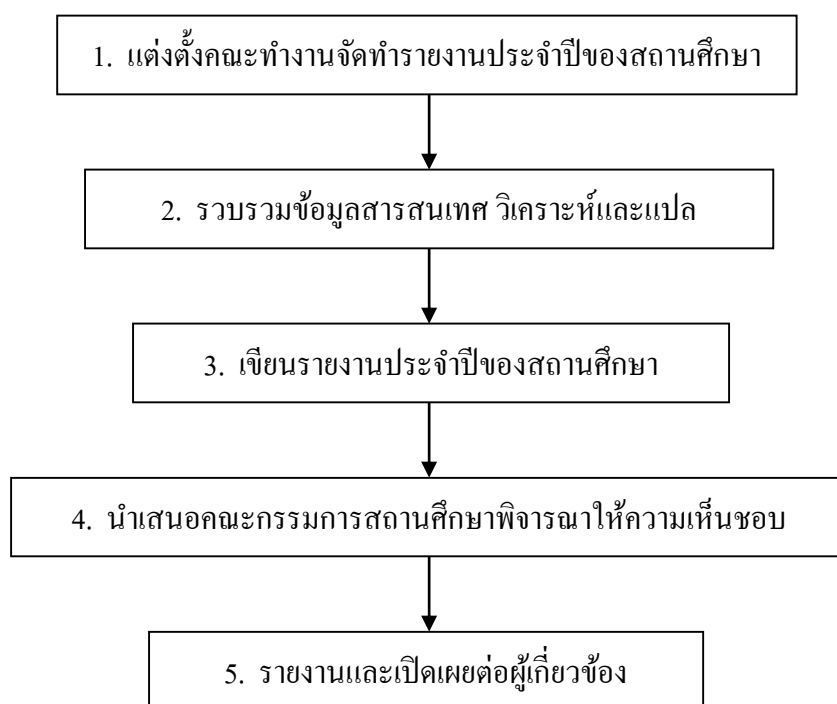 1. แต่งตั้งคณะทำงานจัดทำรายงานประจำปีของสถานศึกษา
2. รวบรวมข้อมูลสารสนเทศ วิเคราะห์และแปล
3. เขียนรายงานประจำปีของสถานศึกษา
4. นำเสนอคณะกรรมการสถานศึกษาพิจารณาให้ความเห็นชอบ
5. รายงานและเปิดเผยต่อผู้เกี่ยวข้อง